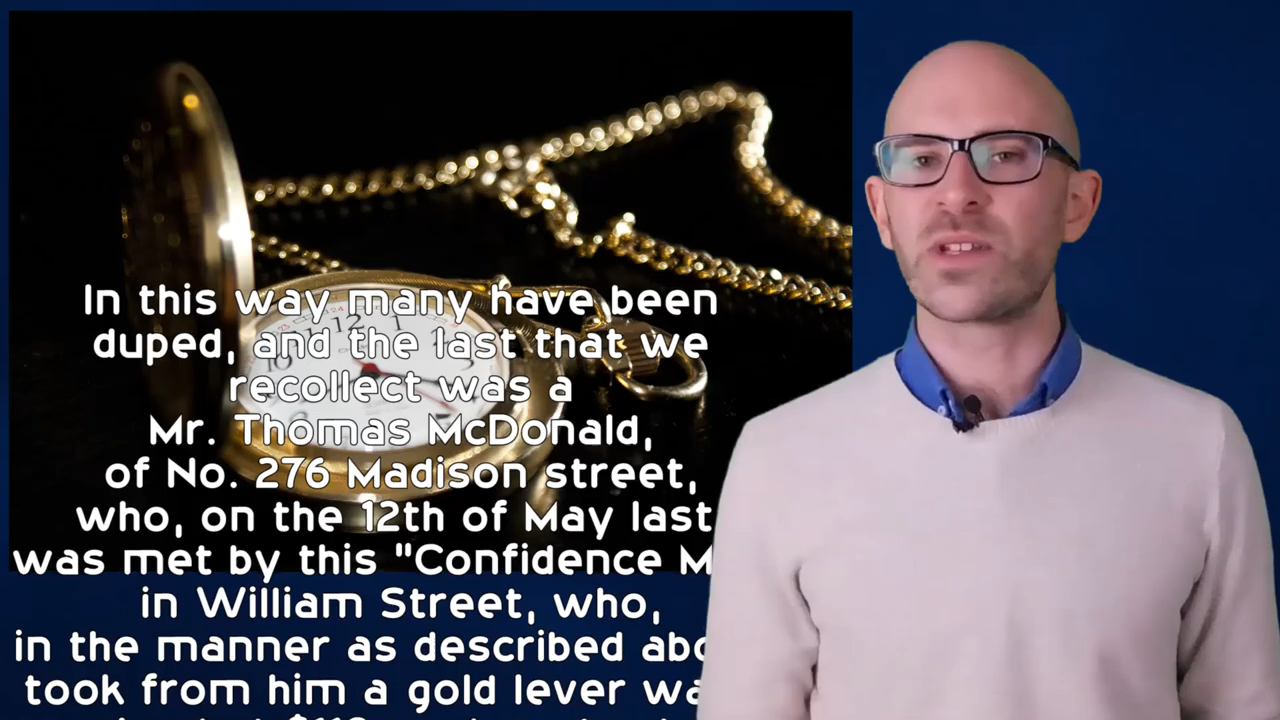 In this way many have been
duped, and the last that we
recollect was a
Mr. Thomas McDonald,
of No. 276 Madison street,
who, on the 12th of May last
was met by this "Confidence M
in William Street, who,
in the manner as described abo
took from him a gold lever wa